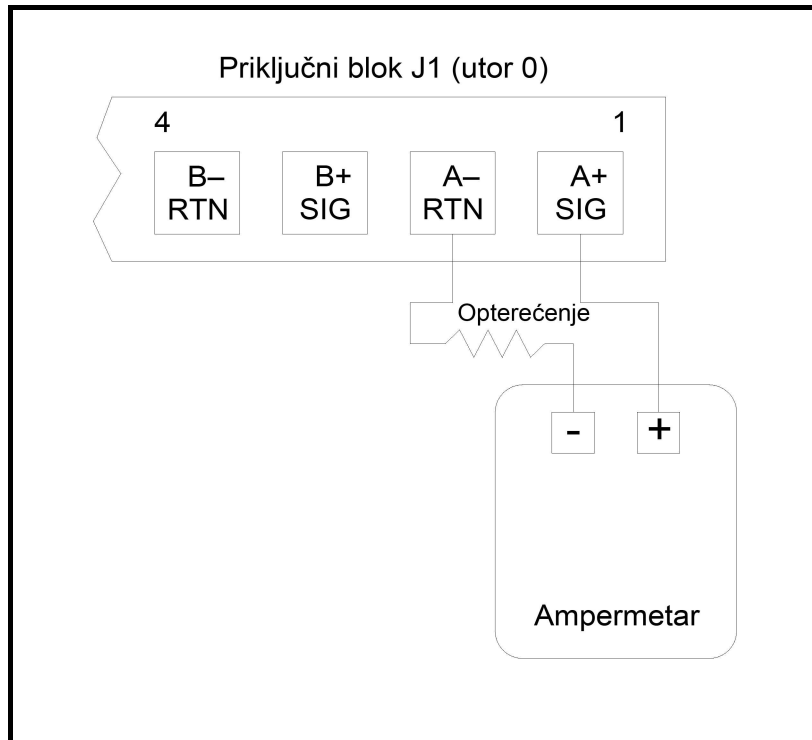 Priključni blok J1 (utor 0)
4 1
B– B+ A– A+
RTN SIG RTN SIG
Opterećenje
- +
Ampermetar